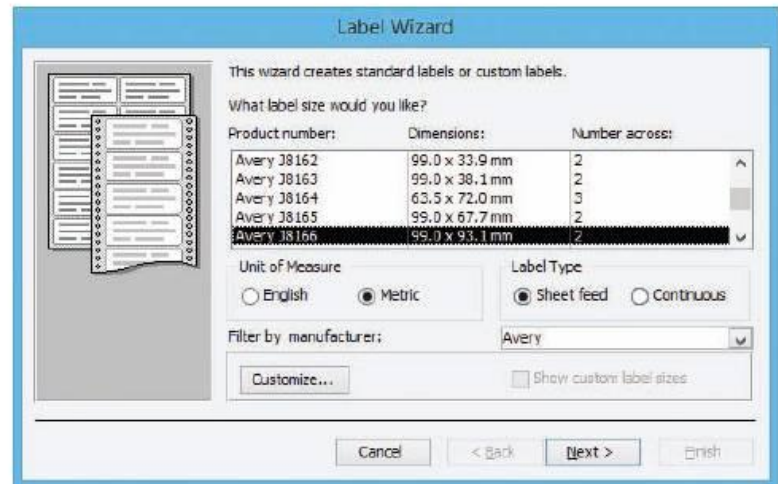 Label Wizard
This wizard creates standard labels or custom labels.
What label size would you like?
Product number: Dimensions: Number across:
Avery J8162 99.0 x 33.9 mm 2
Avery J8163 99.0 x 38.1 mm 2
Avery J8164 63.5 x 72.0 mm 3
Avery J8165 99.0 x 67.7 mm 2
Avery J8166 99.0 x 93.1 mm 2
Unit of Measure Label Type
English Metric Sheet feed Continuous
Filter by manufacturer: Avery
Customize... Show custom label sizes
Cancel < Back Next > Finish